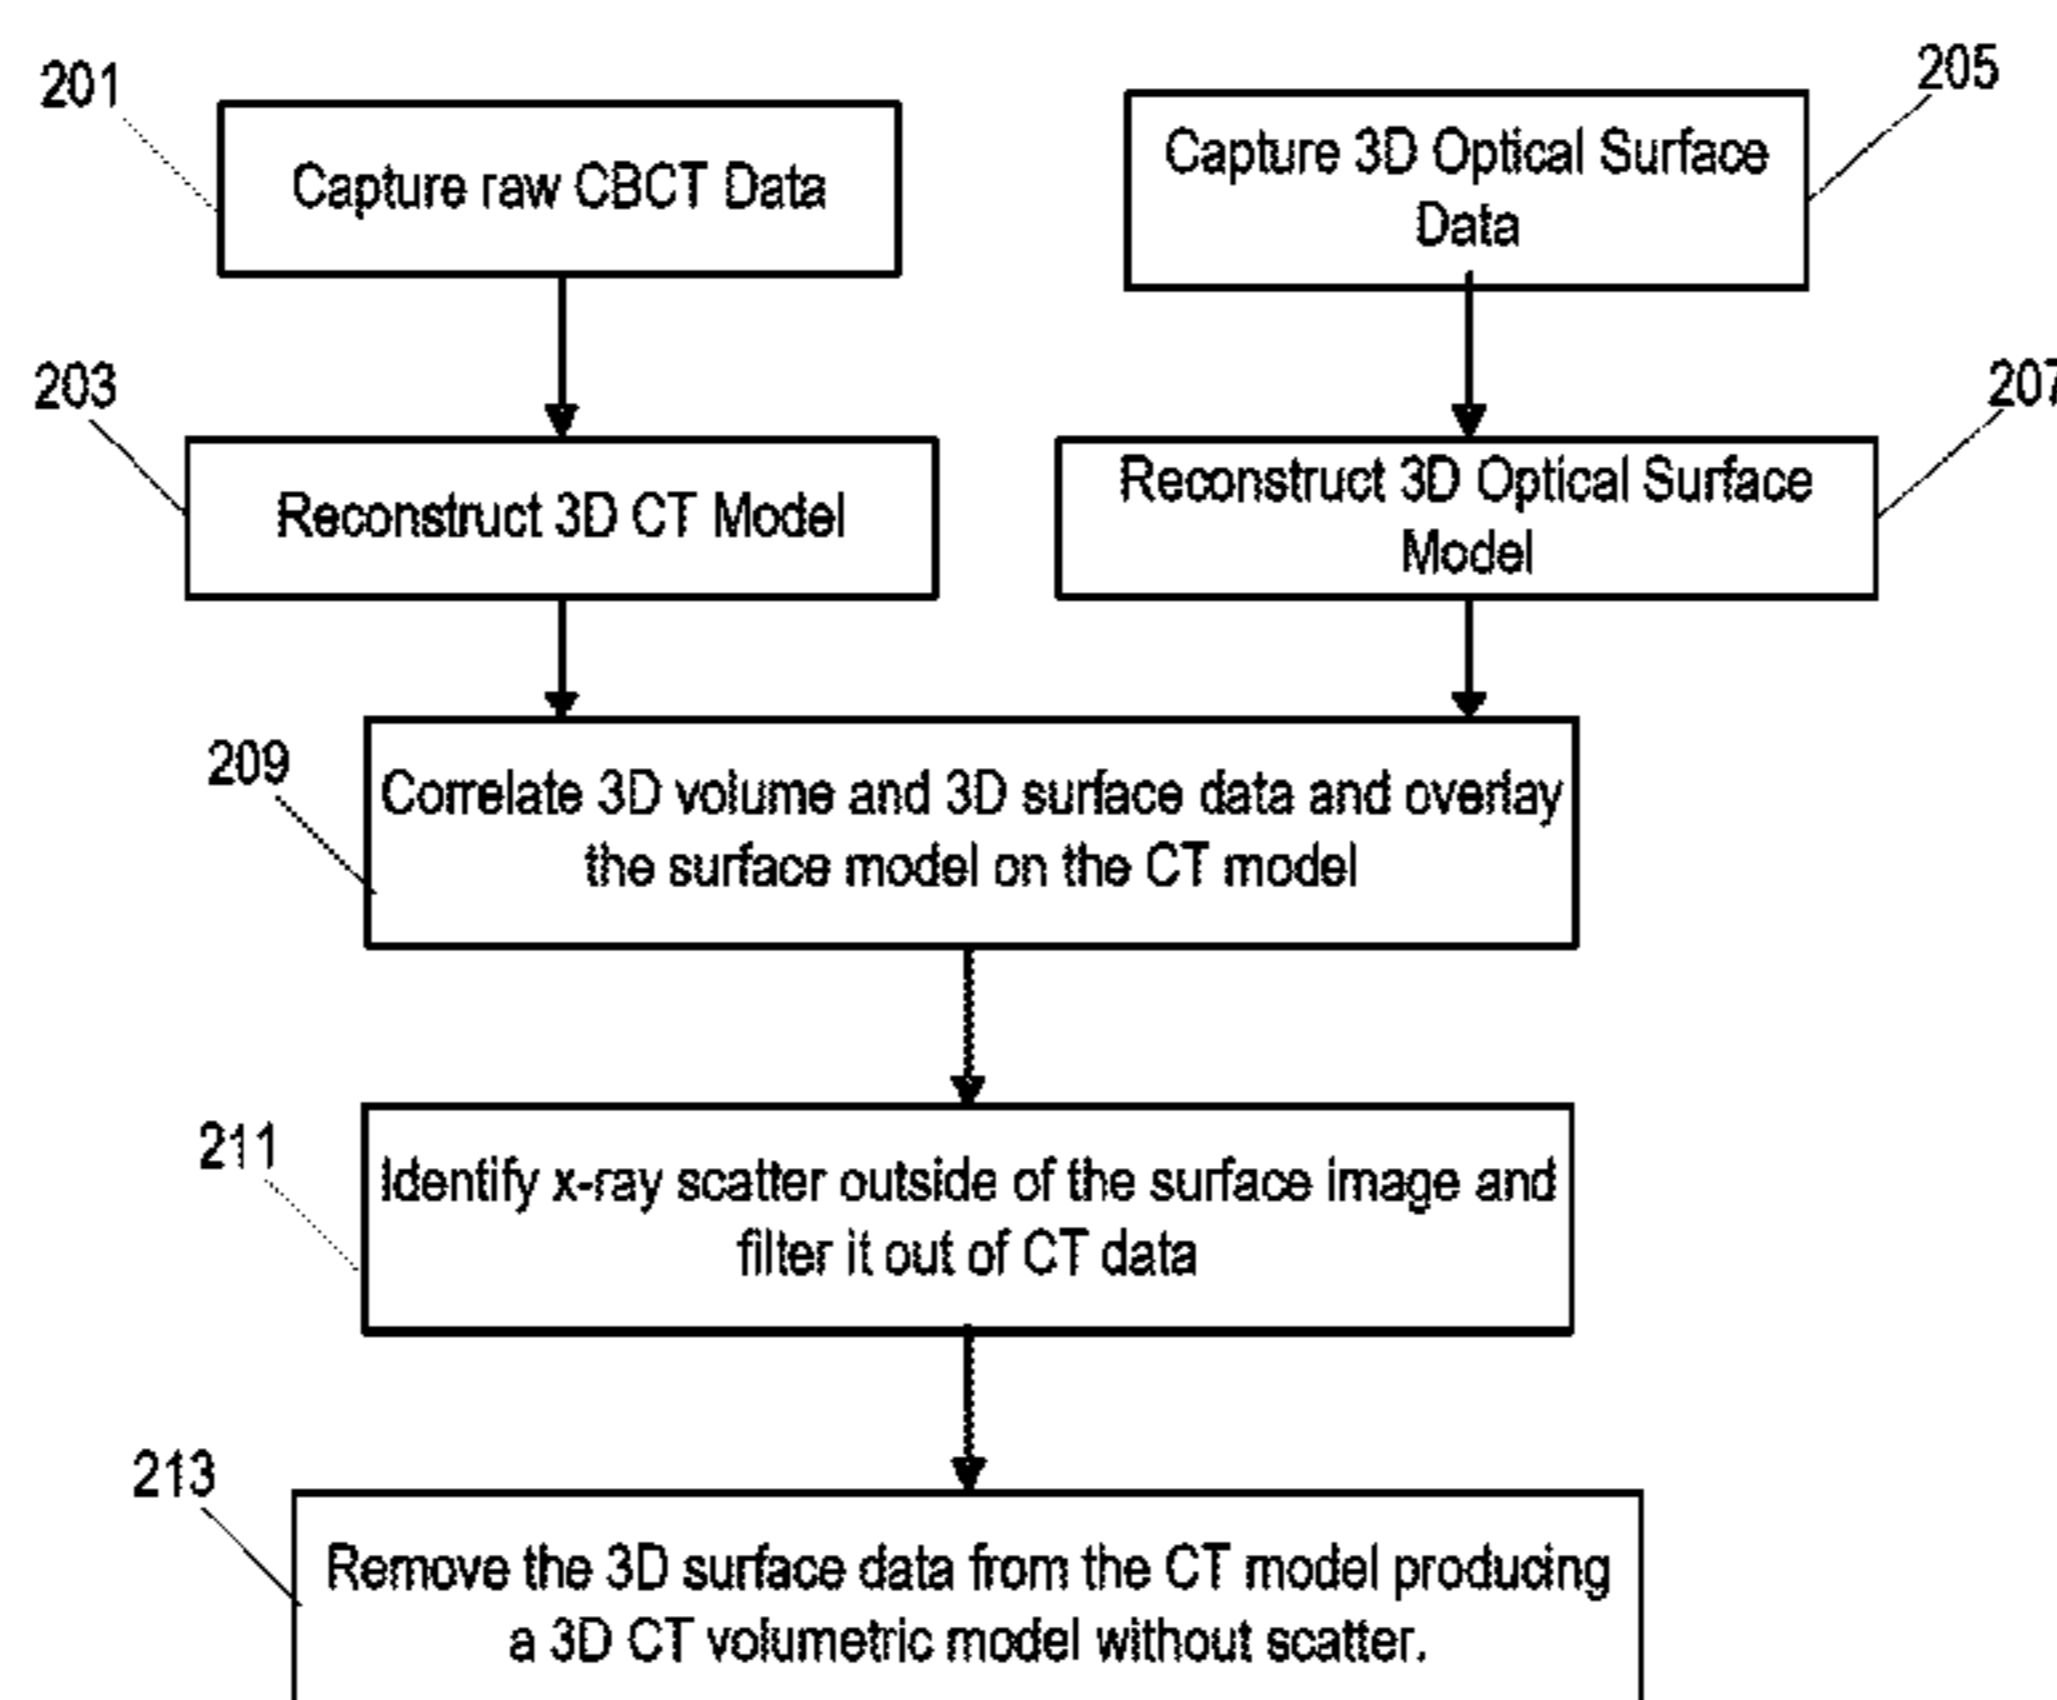 201
Capture raw CBCT Data
205
Capture 3D Optical Surface
Data
203
Reconstruct 3D CT Model
207
Reconstruct 3D Optical Surface
Model
209
Correlate 3D volume and 3D surface data and overlay
the surface model on the CT model
211
Identify x-ray scatter outside of the surface image and
filter it out of CT data
213
Remove the 3D surface data from the CT model producing
a 3D CT volumetric model without scatter.